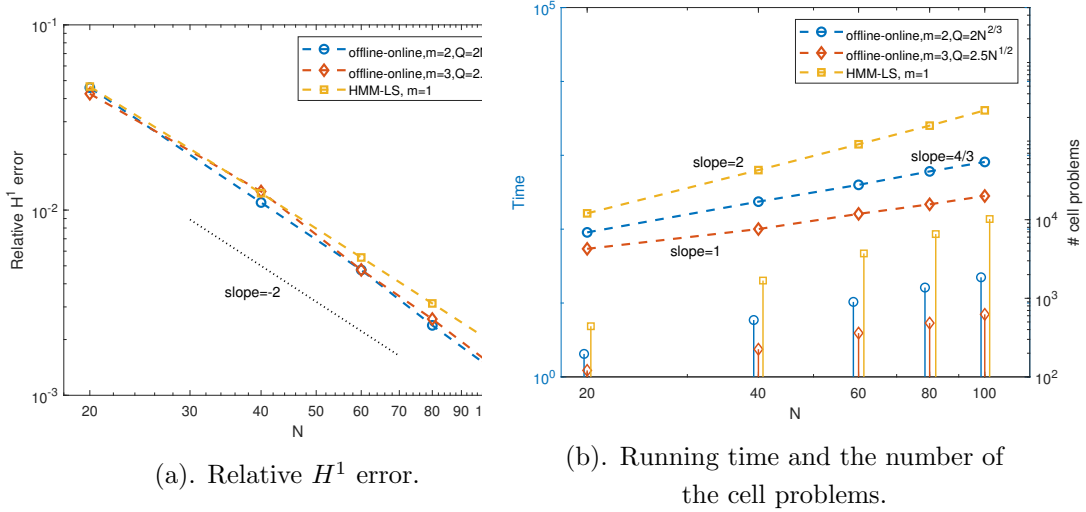 10^-1
10^-2
10^-3
Relative H^1 error
offline-online,m=2,Q=2N
offline-online,m=3,Q=2.
HMM-LS, m=1
slope=-2
20 30 40 50 60 70 80 90 1
N
(a). Relative H^1 error.
10^5
10^0
Time
offline-online,m=2,Q=2N^2/3
offline-online,m=3,Q=2.5N^1/2
HMM-LS, m=1
slope=2
slope=4/3
slope=1
10^4
10^3
10^2
# cell problems
20 40 60 80 100
N
(b). Running time and the number of
the cell problems.